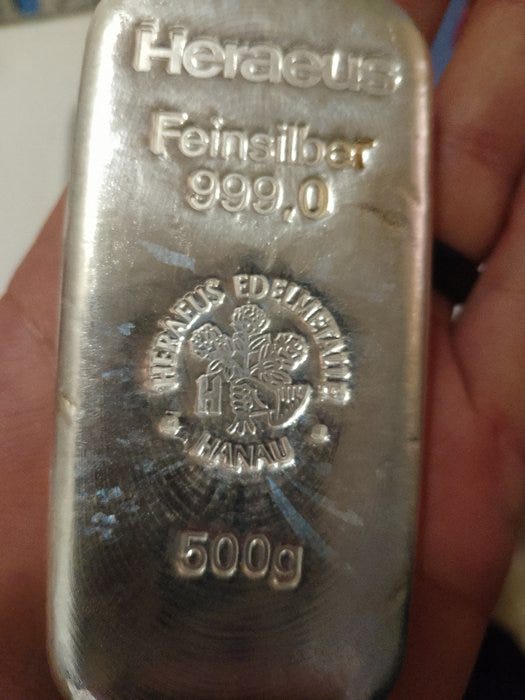 Heraeus
Feinsilber
999,0
HERAEUS EDELMETALLE
H
HANAU
500g